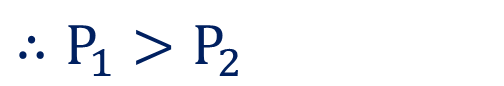 ∴ P₁ > P₂